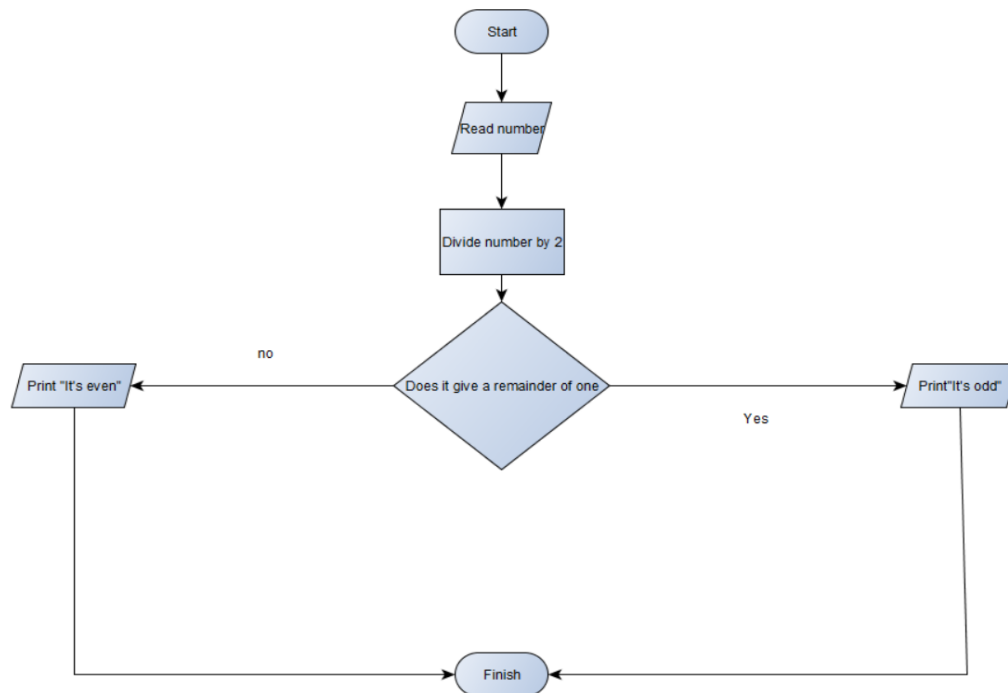 Start
Read number
Divide number by 2
no
Print "It's even"
Does it give a remainder of one
Print"It's odd"
Yes
Finish